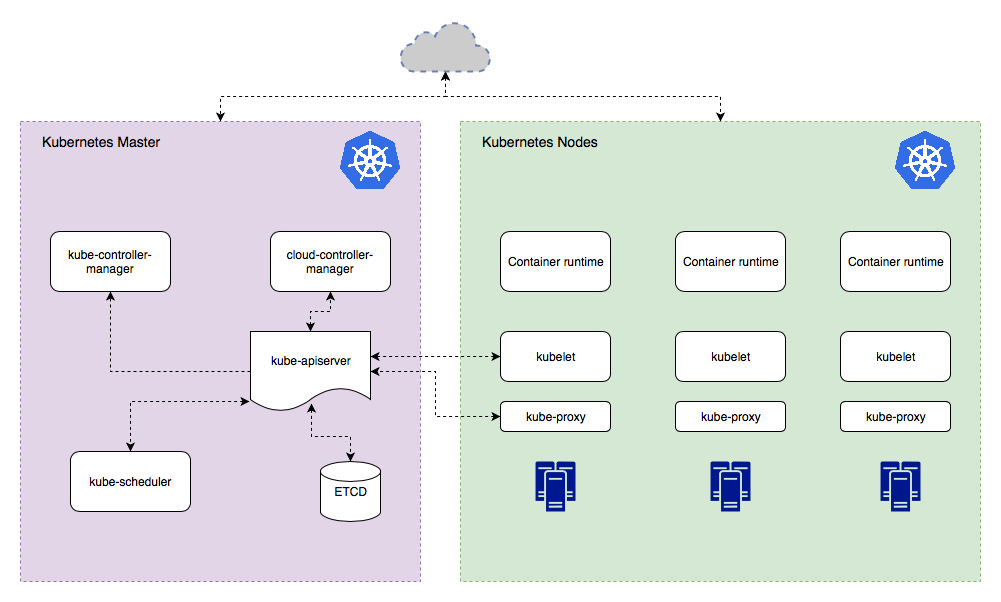 Kubernetes Master
kube-controller-
manager
cloud-controller-
manager
kube-apiserver
kube-scheduler
ETCD
Kubernetes Nodes
Container runtime
Container runtime
Container runtime
kubelet
kubelet
kubelet
kube-proxy
kube-proxy
kube-proxy